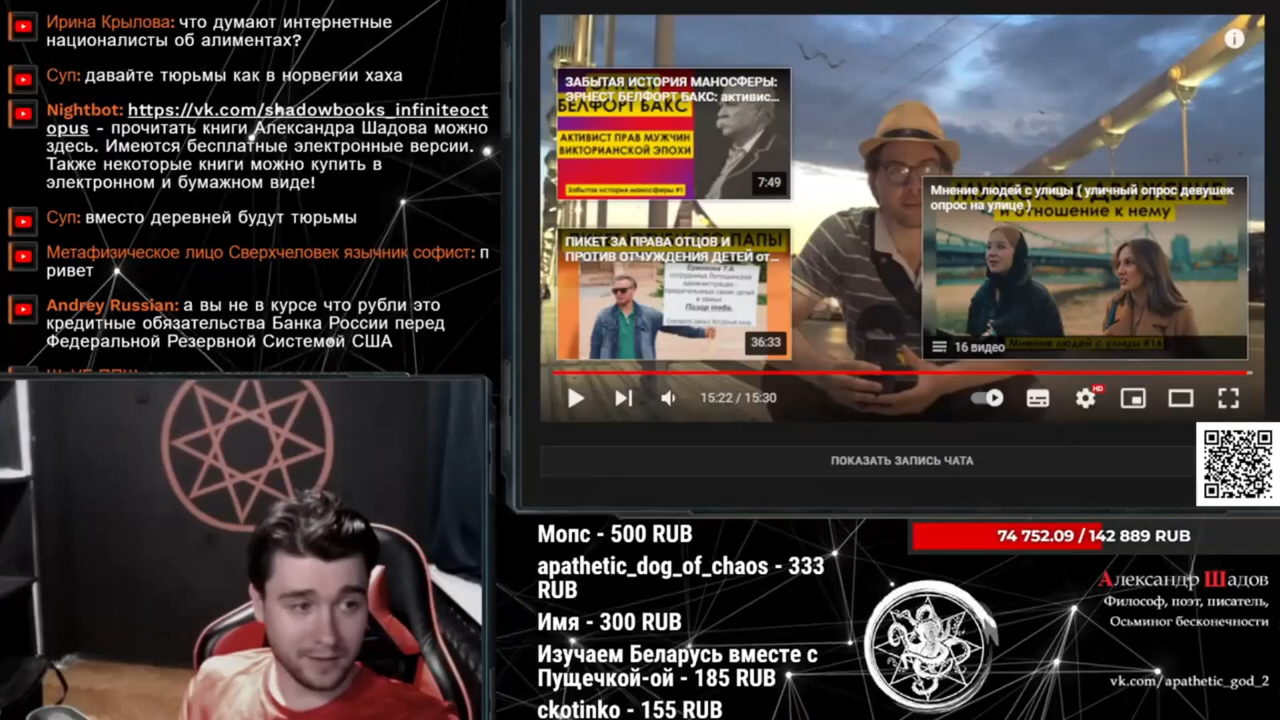 Ирина Крылова: что думают интернетные
националисты об алиментах?
Суп: давайте тюрьмы как в норвегии хаха
Nightbot: https://vk.com/shadowbooks_infiniteoct
opus - прочитать книги Александра Шадова можно
здесь. Имеются бесплатные электронные версии.
Также некоторые книги можно купить в
электронном и бумажном виде!
Суп: вместо деревней будут тюрьмы
Метафизическое лицо Сверхчеловек язычник софист: п
ривет
Andrey Russian: а вы не в курсе что рубли это
кредитные обязательства Банка России перед
Федеральной Резервной Системой США
ЗАБЫТАЯ ИСТОРИЯ МАНОСФЕРЫ:
ЭРНЕСТ БЕЛФОРТ БАКС: активис...
БЕЛФОРТ БАКС
АКТИВИСТ ПРАВ МУЖЧИН
ВИКТОРИАНСКОЙ ЭПОХИ
Забытая история маносферы #1
7:49
ПИКЕТ ЗА ПРАВА ОТЦОВ И
ПРОТИВ ОТЧУЖДЕНИЯ ДЕТЕЙ от...
Позор тебе.
36:33
Мнение людей с улицы ( уличный опрос девушек
опрос на улице )
и отношение к нему
16 видео
Мнение людей с улицы #16
15:22 / 15:30
HD
ПОКАЗАТЬ ЗАПИСЬ ЧАТА
Мопс - 500 RUB
apathetic_dog_of_chaos - 333
RUB
Имя - 300 RUB
Изучаем Беларусь вместе с
Пущечкой-ой - 185 RUB
ckotinko - 155 RUB
74 752.09 / 142 889 RUB
Александр Шадов
Философ, поэт, писатель,
Осьминог бесконечности
vk.com/apathetic_god_2